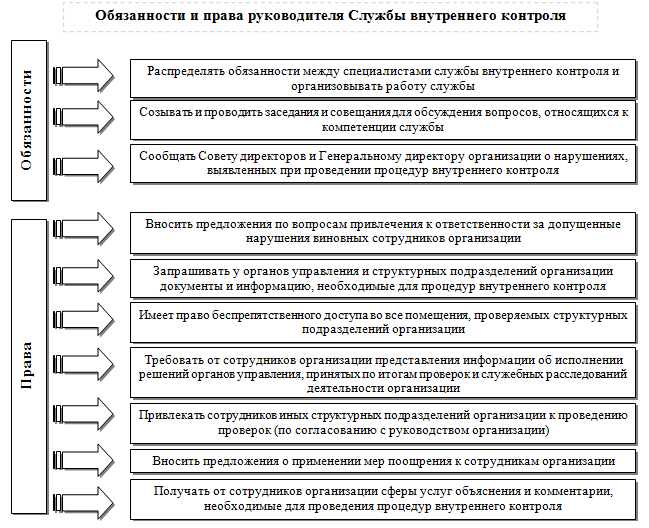 Обязанности и права руководителя Службы внутреннего контроля
Обязанности
Распределять обязанности между специалистами службы внутреннего контроля и
организовывать работу службы
Созывать и проводить заседания и совещания для обсуждения вопросов, относящихся к
компетенции службы
Сообщать Совету директоров и Генеральному директору организации о нарушениях,
выявленных при проведении процедур внутреннего контроля
Права
Вносить предложения по вопросам привлечения к ответственности за допущенные
нарушения виновных сотрудников организации
Запрашивать у органов управления и структурных подразделений организации
документы и информацию, необходимые для процедур внутреннего контроля
Имеет право беспрепятственного доступа во все помещения, проверяемых структурных
подразделений организации
Требовать от сотрудников организации представления информации об исполнении
решений органов управления, принятых по итогам проверок и служебных расследований
деятельности организации
Привлекать сотрудников иных структурных подразделений организации к проведению
проверок (по согласованию с руководством организации)
Вносить предложения о применении мер поощрения к сотрудникам организации
Получать от сотрудников организации сферы услуг объяснения и комментарии,
необходимые для проведения процедур внутреннего контроля